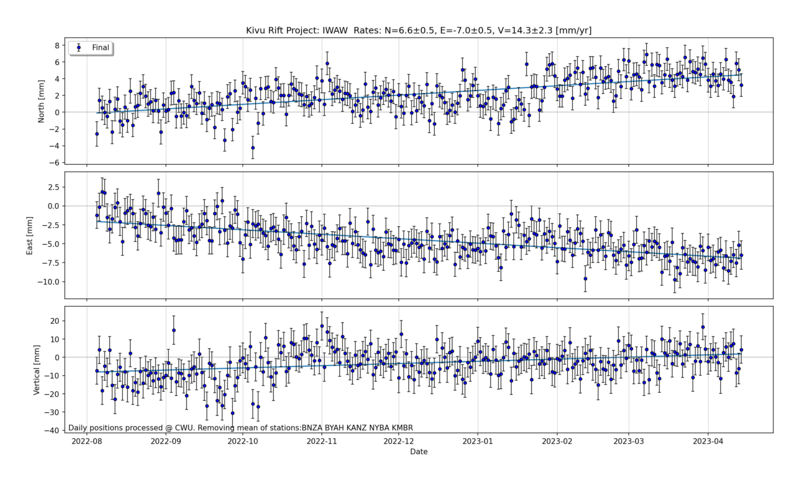 Kivu Rift Project: IWAW Rates: N=6.6±0.5, E=-7.0±0.5, V=14.3±2.3 [mm/yr]
Final
North [mm]
8
6
4
2
0
−2
−4
−6
East [mm]
2.5
0.0
−2.5
−5.0
−7.5
−10.0
Vertical [mm]
20
10
0
−10
−20
−30
−40
Daily positions processed @ CWU. Removing mean of stations:BNZA BYAH KANZ NYBA KMBR
2022-08 2022-09 2022-10 2022-11 2022-12 2023-01 2023-02 2023-03 2023-04
Date